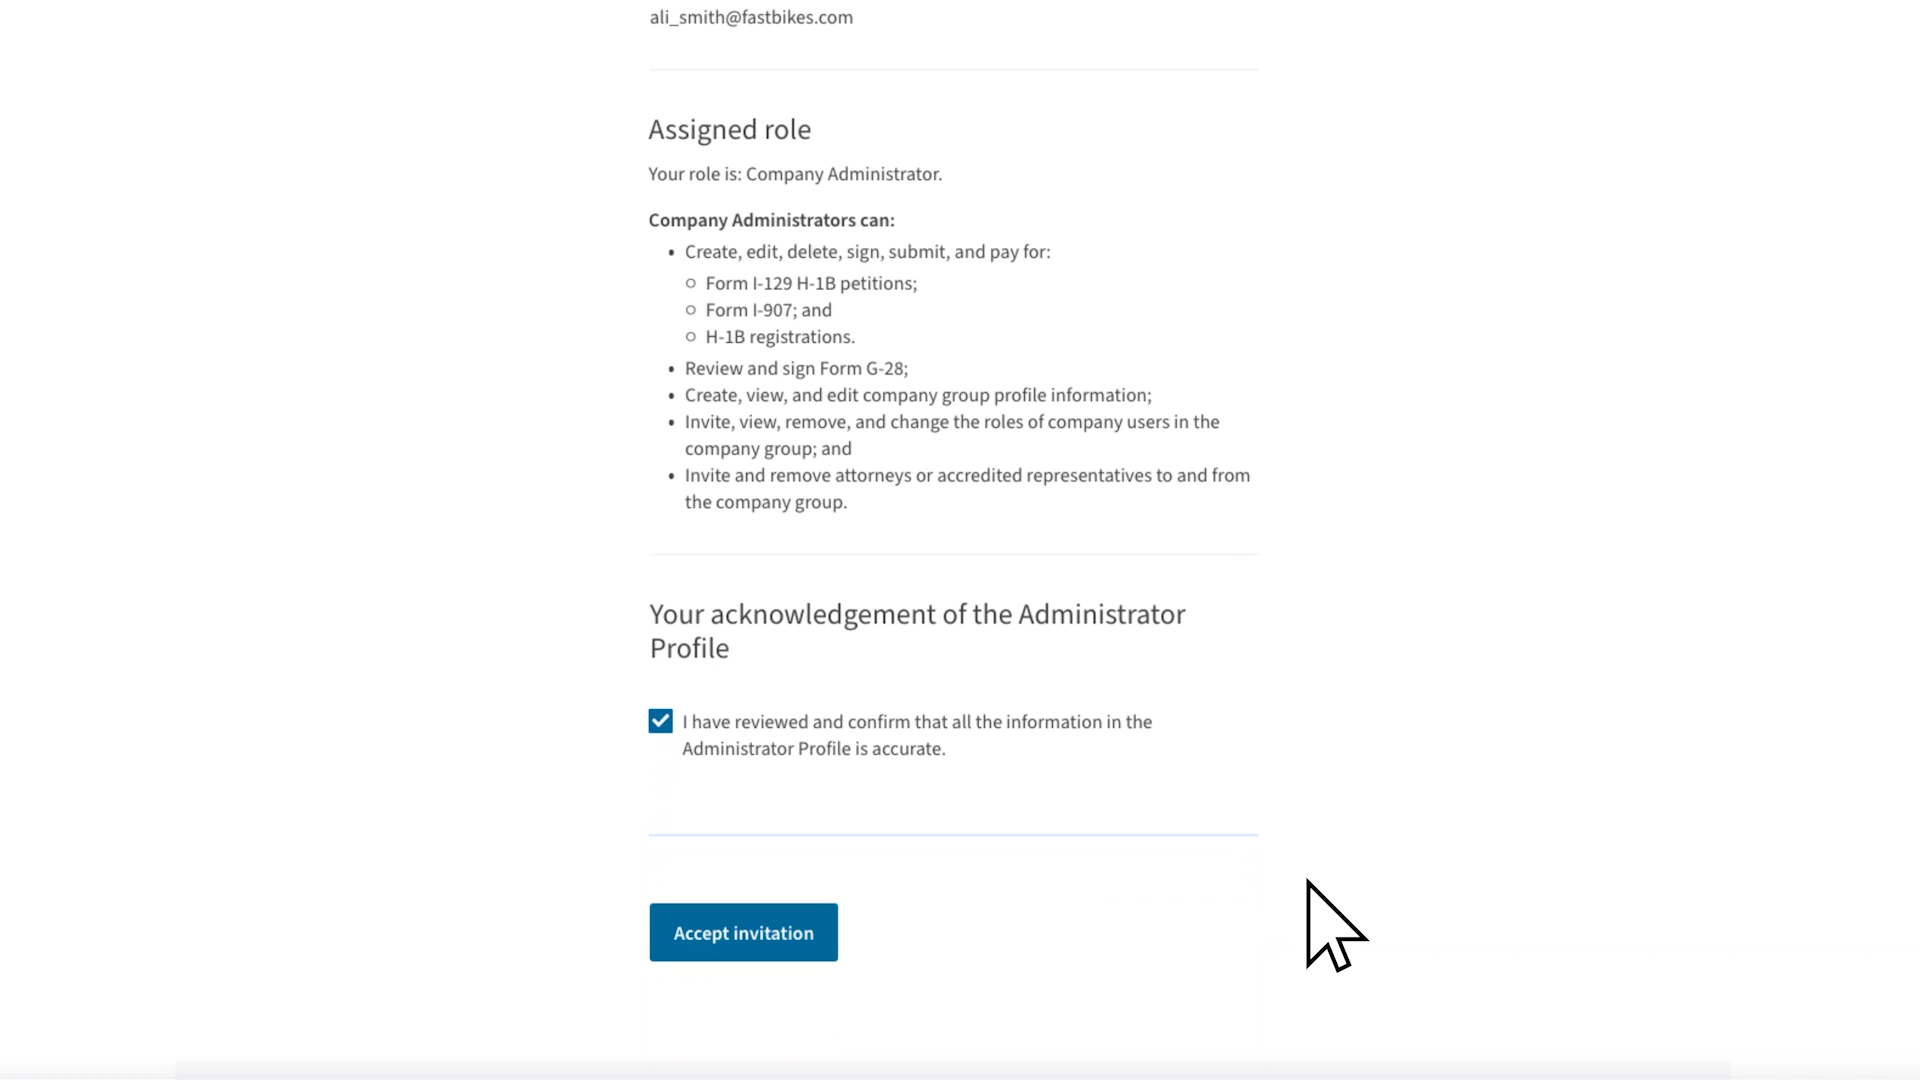 ali_smith@fastbikes.com
Assigned role
Your role is: Company Administrator.
Company Administrators can:
• Create, edit, delete, sign, submit, and pay for:
○ Form I-129 H-1B petitions;
○ Form I-907; and
○ H-1B registrations.
• Review and sign Form G-28;
• Create, view, and edit company group profile information;
• Invite, view, remove, and change the roles of company users in the
company group; and
• Invite and remove attorneys or accredited representatives to and from
the company group.
Your acknowledgement of the Administrator
Profile
I have reviewed and confirm that all the information in the
Administrator Profile is accurate.
Accept invitation